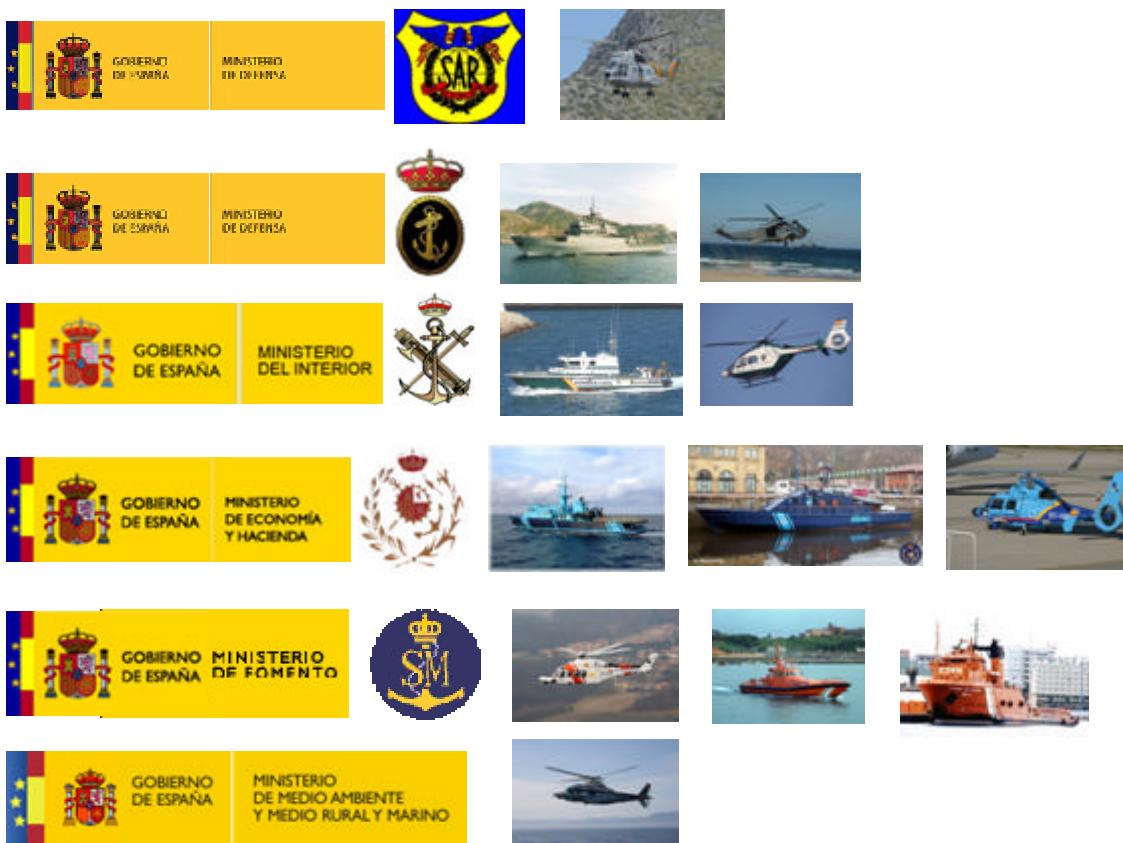 GOBIERNO
DE ESPAÑA
MINISTERIO
DE DEFENSA
SAR
GOBIERNO
DE ESPAÑA
MINISTERIO
DE DEFENSA
GOBIERNO
DE ESPAÑA
MINISTERIO
DEL INTERIOR
GOBIERNO
DE ESPAÑA
MINISTERIO
DE ECONOMÍA
Y HACIENDA
GOBIERNO
DE ESPAÑA
MINISTERIO
DE FOMENTO
SM
GOBIERNO
DE ESPAÑA
MINISTERIO
DE MEDIO AMBIENTE
Y MEDIO RURAL Y MARINO